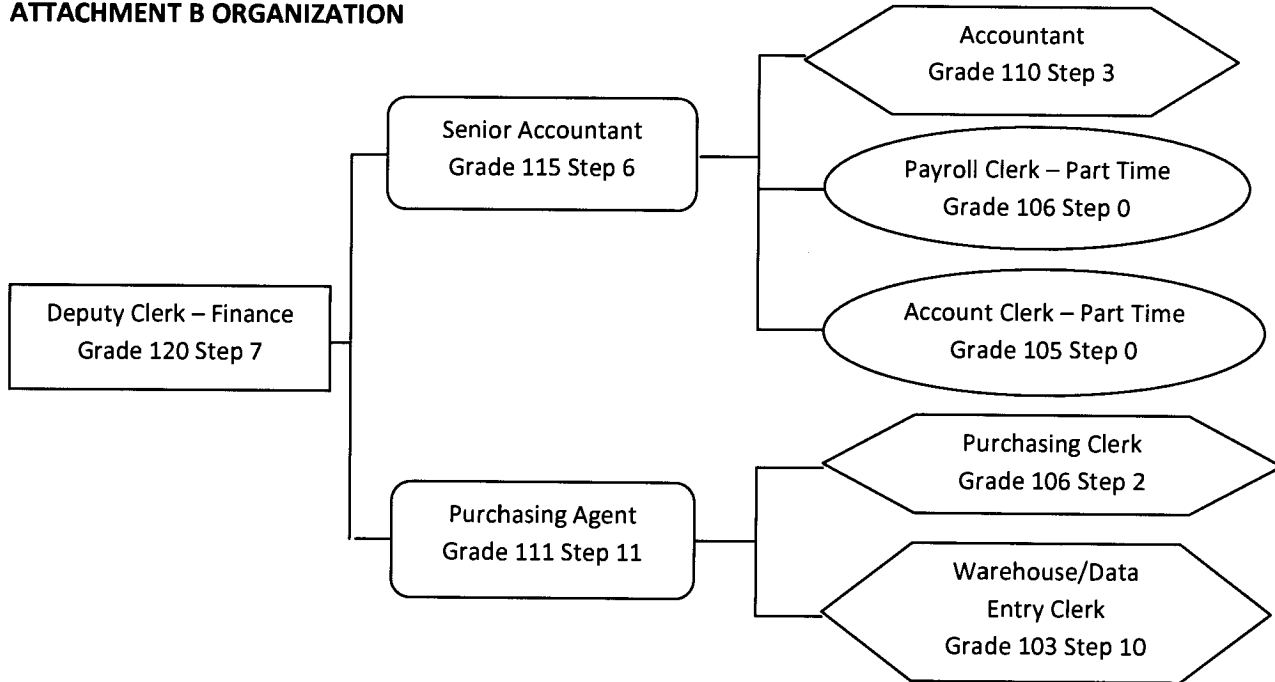 ATTACHMENT B ORGANIZATION
Accountant
Grade 110 Step 3
Senior Accountant
Grade 115 Step 6
Payroll Clerk – Part Time
Grade 106 Step 0
Deputy Clerk – Finance
Grade 120 Step 7
Account Clerk – Part Time
Grade 105 Step 0
Purchasing Clerk
Grade 106 Step 2
Purchasing Agent
Grade 111 Step 11
Warehouse/Data
Entry Clerk
Grade 103 Step 10